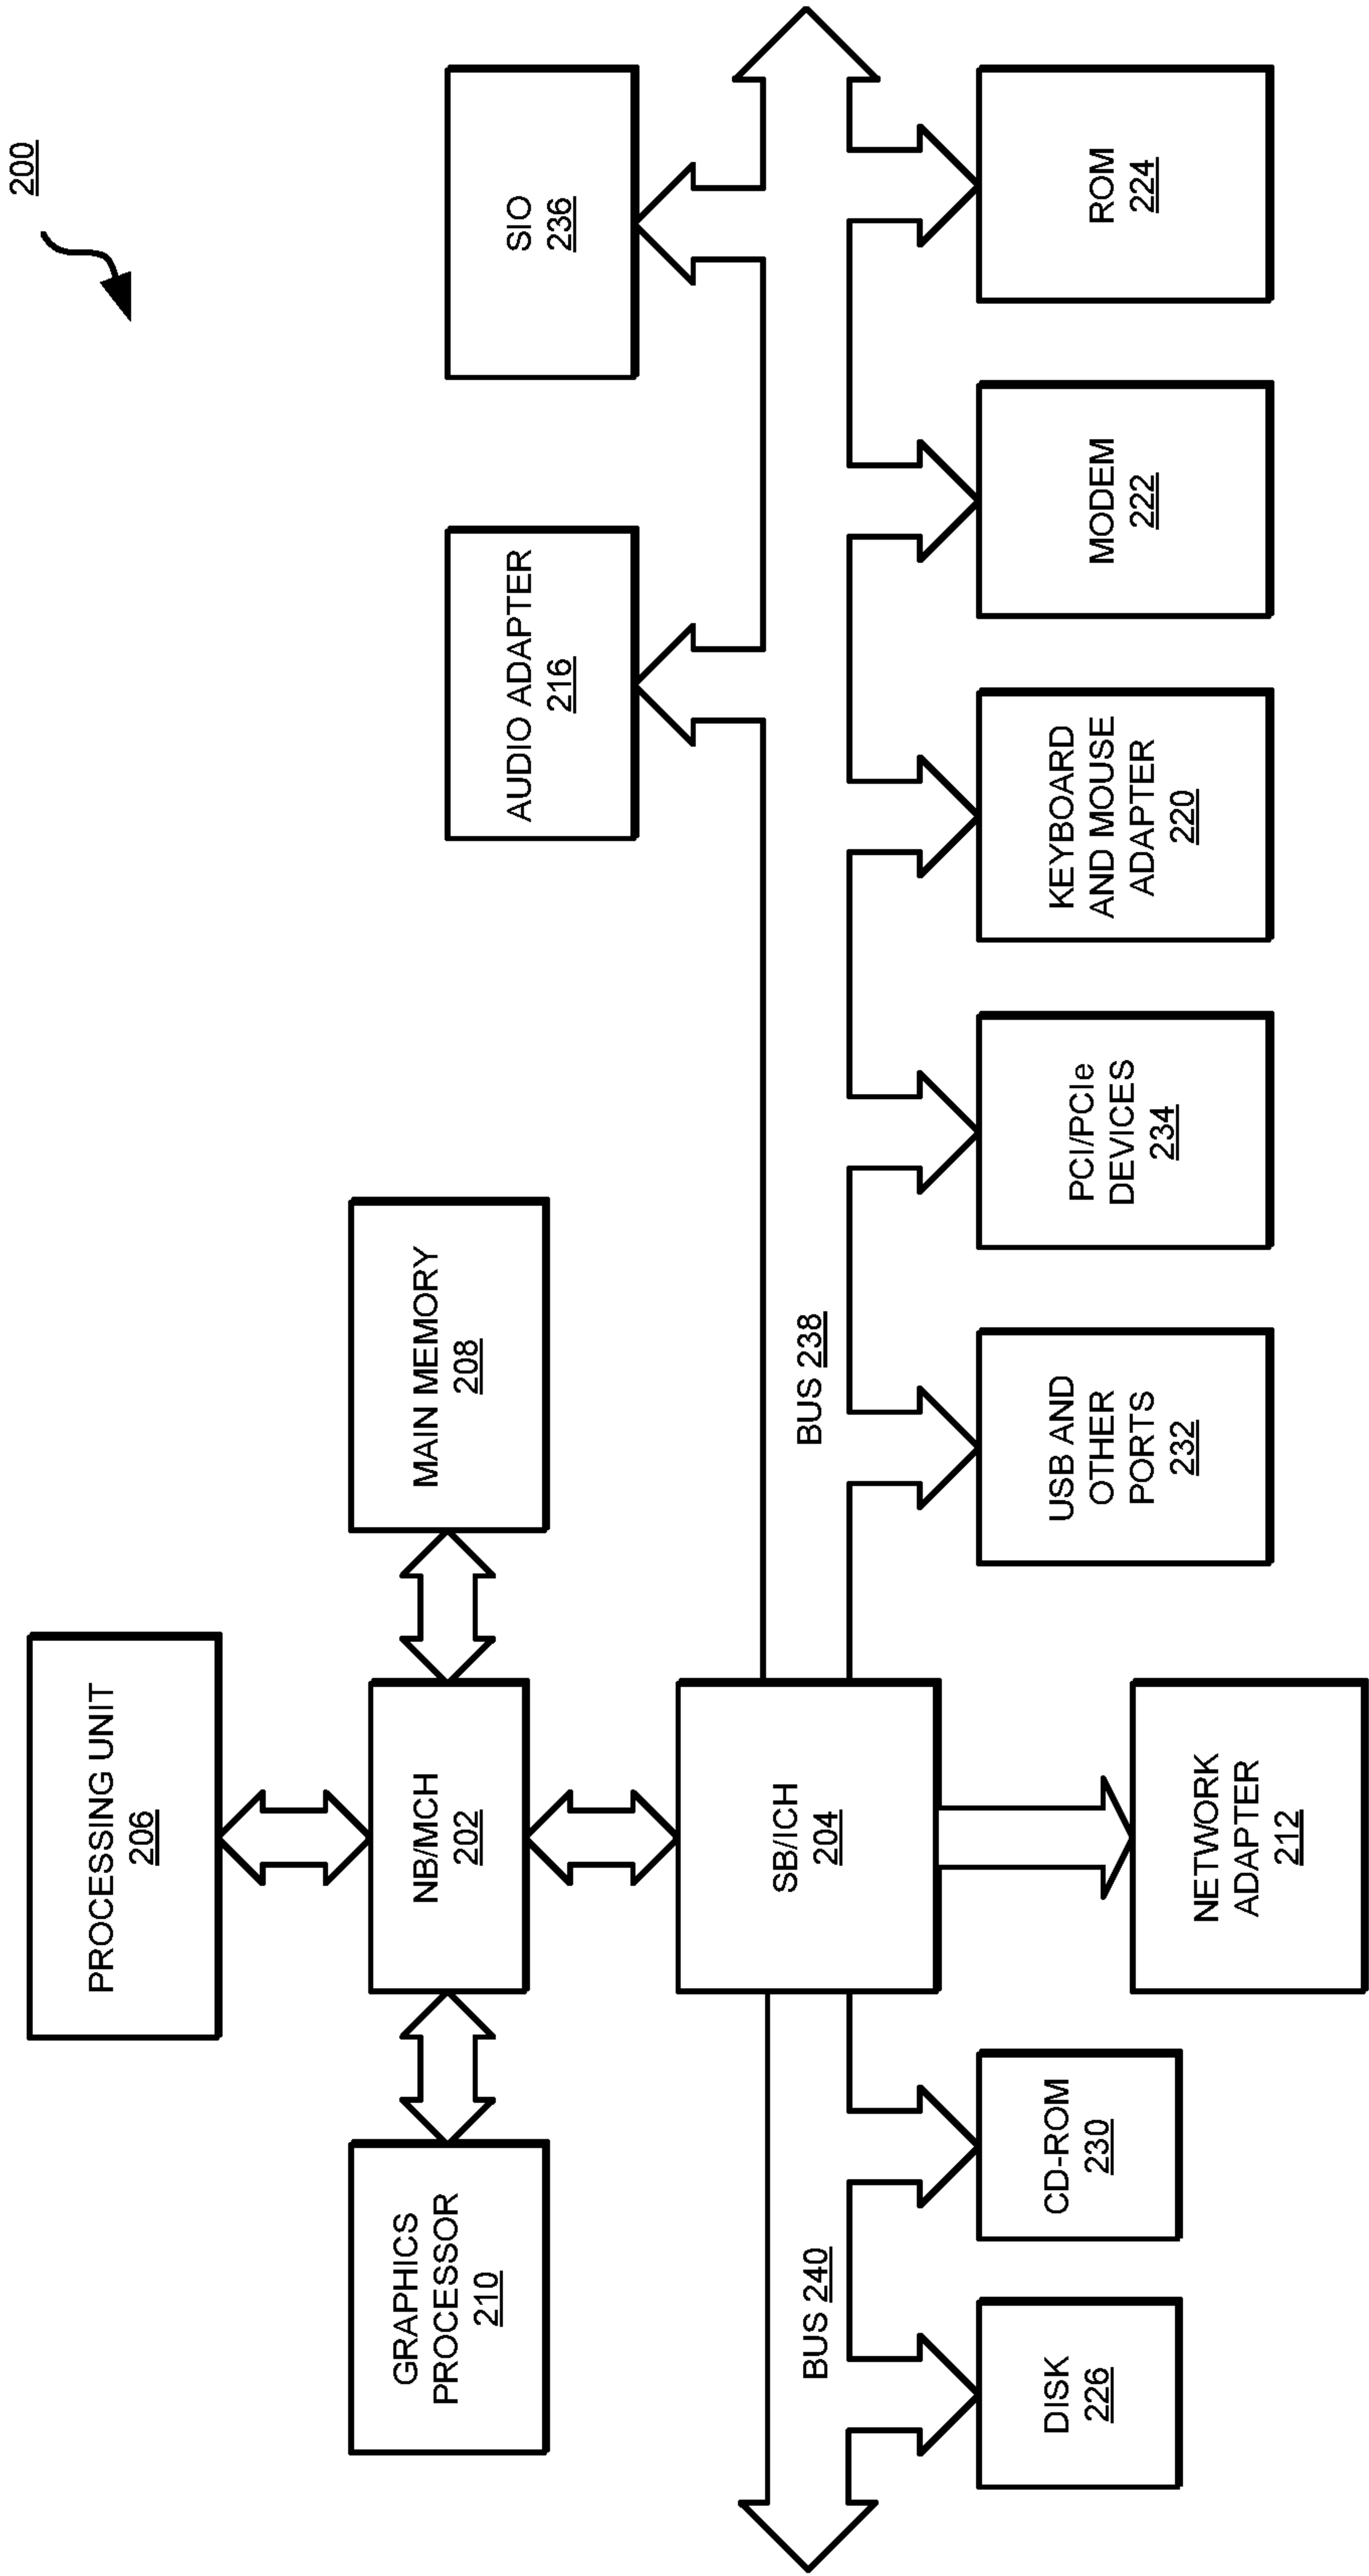 200
PROCESSING UNIT
206
GRAPHICS
PROCESSOR
210
NB/MCH
202
MAIN MEMORY
208
AUDIO ADAPTER
216
SIO
236
SB/ICH
204
BUS 240
BUS 238
DISK
226
CD-ROM
230
USB AND
OTHER
PORTS
232
PCI/PCIe
DEVICES
234
KEYBOARD
AND MOUSE
ADAPTER
220
MODEM
222
ROM
224
NETWORK
ADAPTER
212